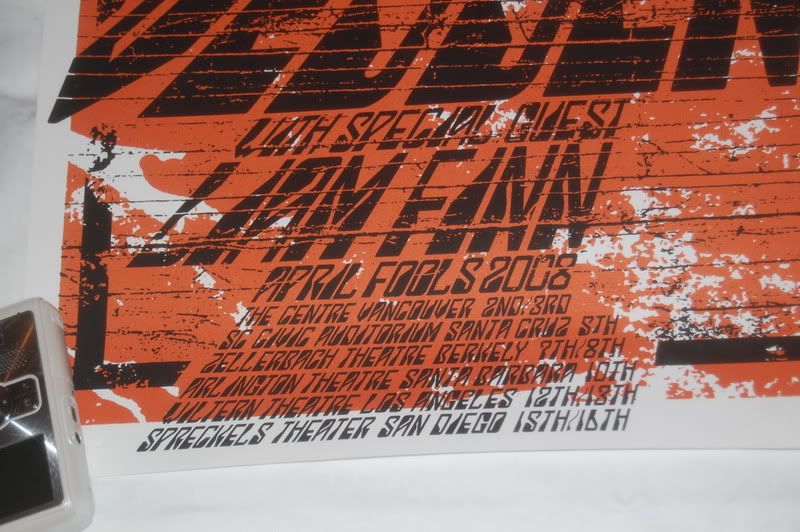 VEDDER
WITH SPECIAL GUEST
LIAM FINN
APRIL FOOLS 2008
THE CENTRE VANCOUVER 2ND/3RD
SC CIVIC AUDITORIUM SANTA CRUZ 5TH
ZELLERBACH THEATRE BERKELY 7TH/8TH
ARLINGTON THEATRE SANTA BARBARA 10TH
WILTERN THEATRE LOS ANGELES 12TH/13TH
SPRECKELS THEATER SAN DIEGO 15TH/16TH